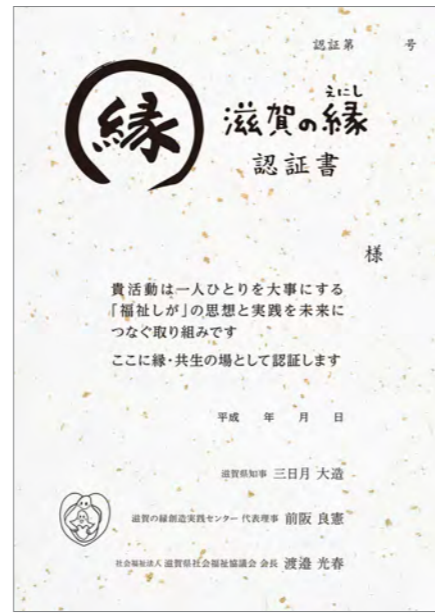 認証第 号
縁
えにし
滋賀の縁
認証書
様
貴活動は一人ひとりを大事にする
「福祉しが」の思想と実践を未来に
つなぐ取り組みです
ここに縁・共生の場として認証します
平成 年 月 日
滋賀県知事 三日月 大造
滋賀の縁創造実践センター 代表理事 前阪 良憲
社会福祉法人 滋賀県社会福祉協議会 会長 渡邉 光春